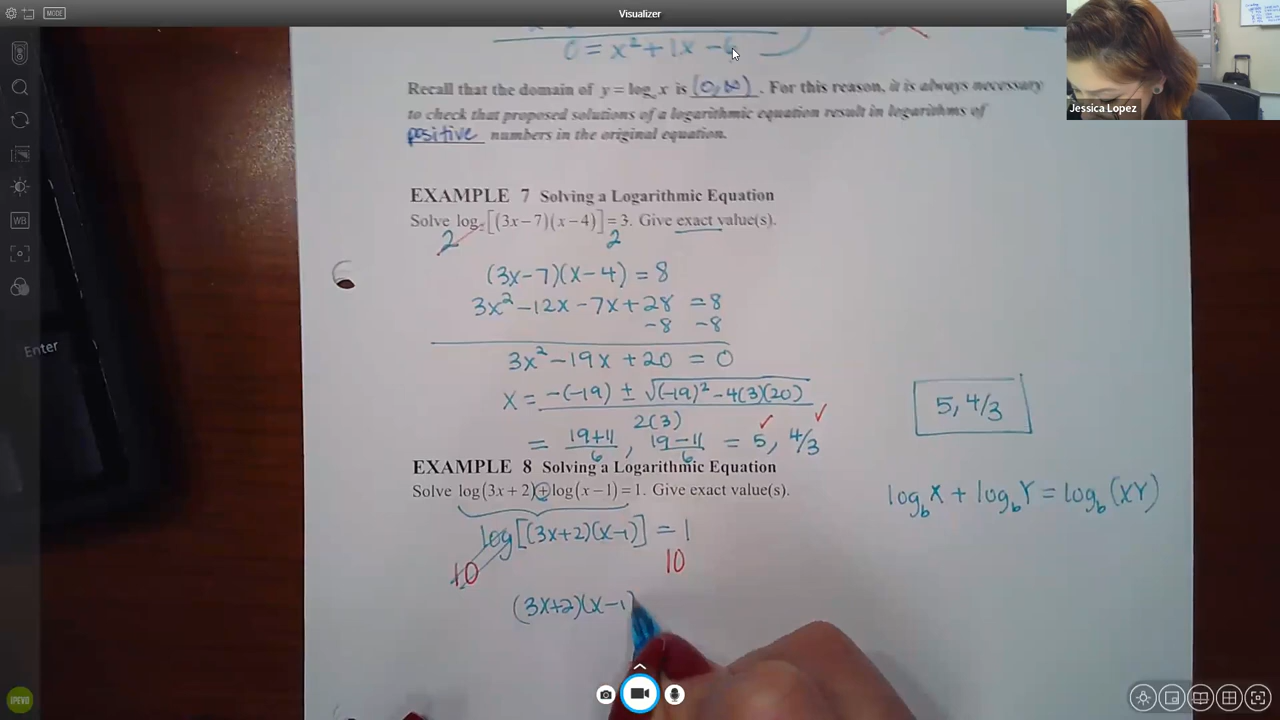 MODE
Visualizer
0 = x² + 1x −
Jessica Lopez
Recall that the domain of y = log x is (0, ∞). For this reason, it is always necessary
to check that proposed solutions of a logarithmic equation result in logarithms of
positive numbers in the original equation.
EXAMPLE 7 Solving a Logarithmic Equation
Solve log₂[(3x−7)(x−4)] = 3. Give exact value(s).
2 2
(3x−7)(x−4) = 8
3x² −12x −7x +28 = 8
−8 −8
3x² −19x +20 = 0
x = −(−19) ± √(−19)² −4(3)(20)
2(3)
= 19+11/6, 19−11/6 = 5, 4/3
5, 4/3
EXAMPLE 8 Solving a Logarithmic Equation
Solve log(3x+2)+log(x−1)=1. Give exact value(s).
log_b X + log_b Y = log_b (XY)
log[(3x+2)(x−1)] = 1
10 10
(3x+2)(x−1)
WB
Enter
IPEVO